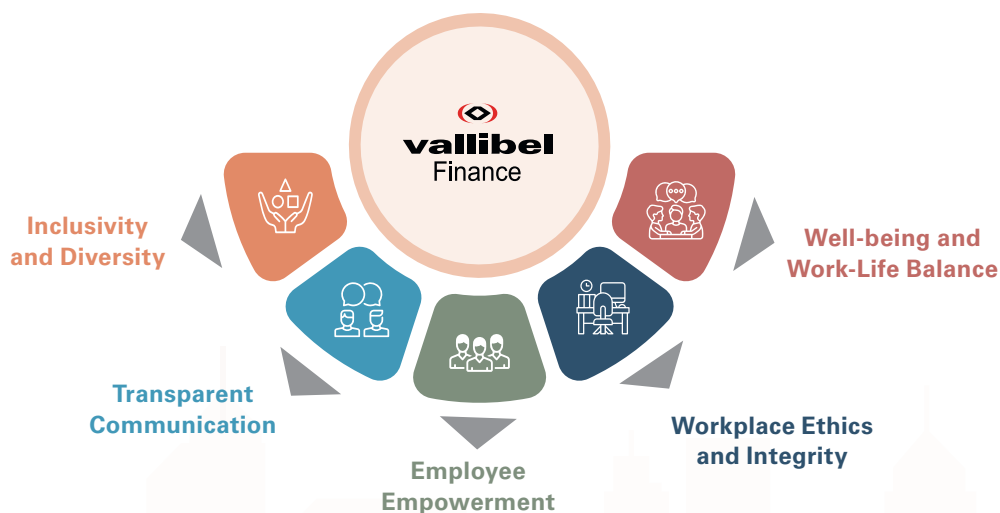 vallibel
Finance
Inclusivity
and Diversity
Transparent
Communication
Employee
Empowerment
Workplace Ethics
and Integrity
Well-being and
Work-Life Balance